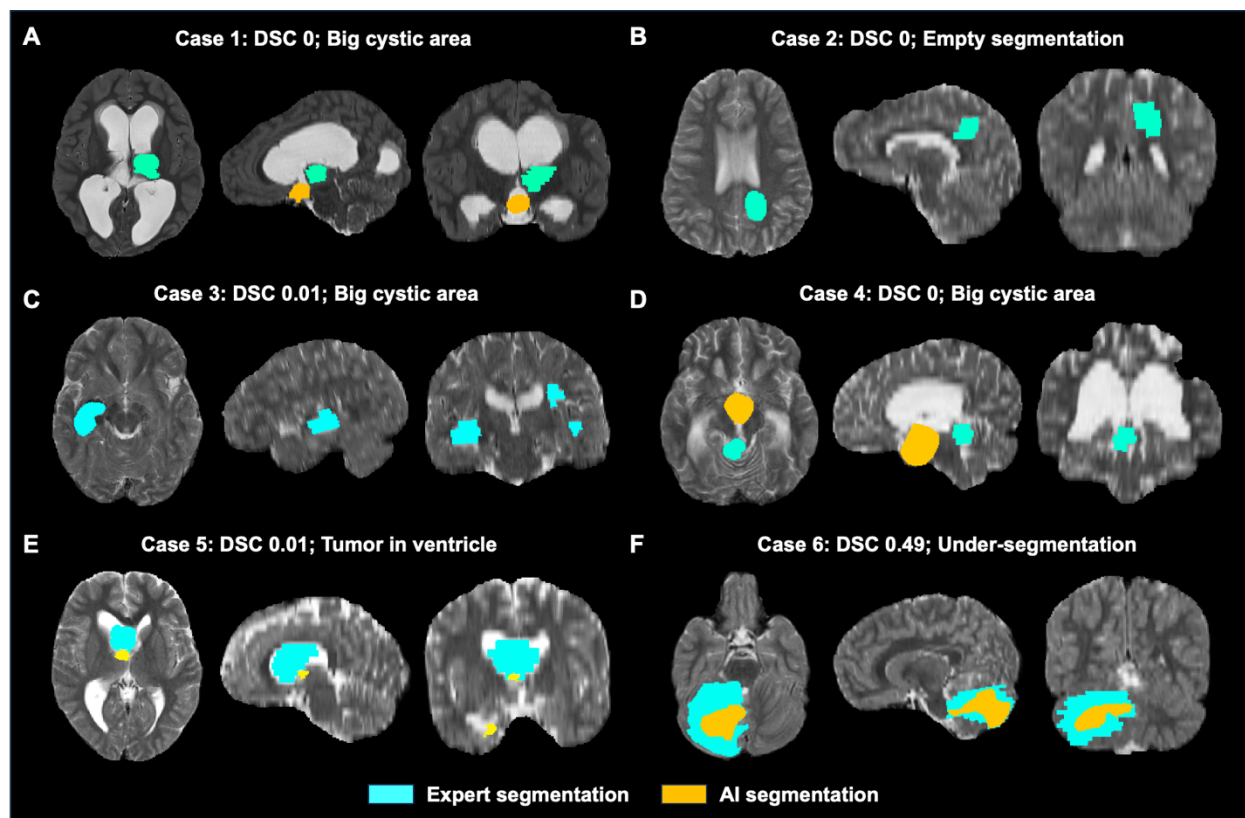 A
Case 1: DSC 0; Big cystic area
B
Case 2: DSC 0; Empty segmentation
C
Case 3: DSC 0.01; Big cystic area
D
Case 4: DSC 0; Big cystic area
E
Case 5: DSC 0.01; Tumor in ventricle
F
Case 6: DSC 0.49; Under-segmentation
Expert segmentation
AI segmentation